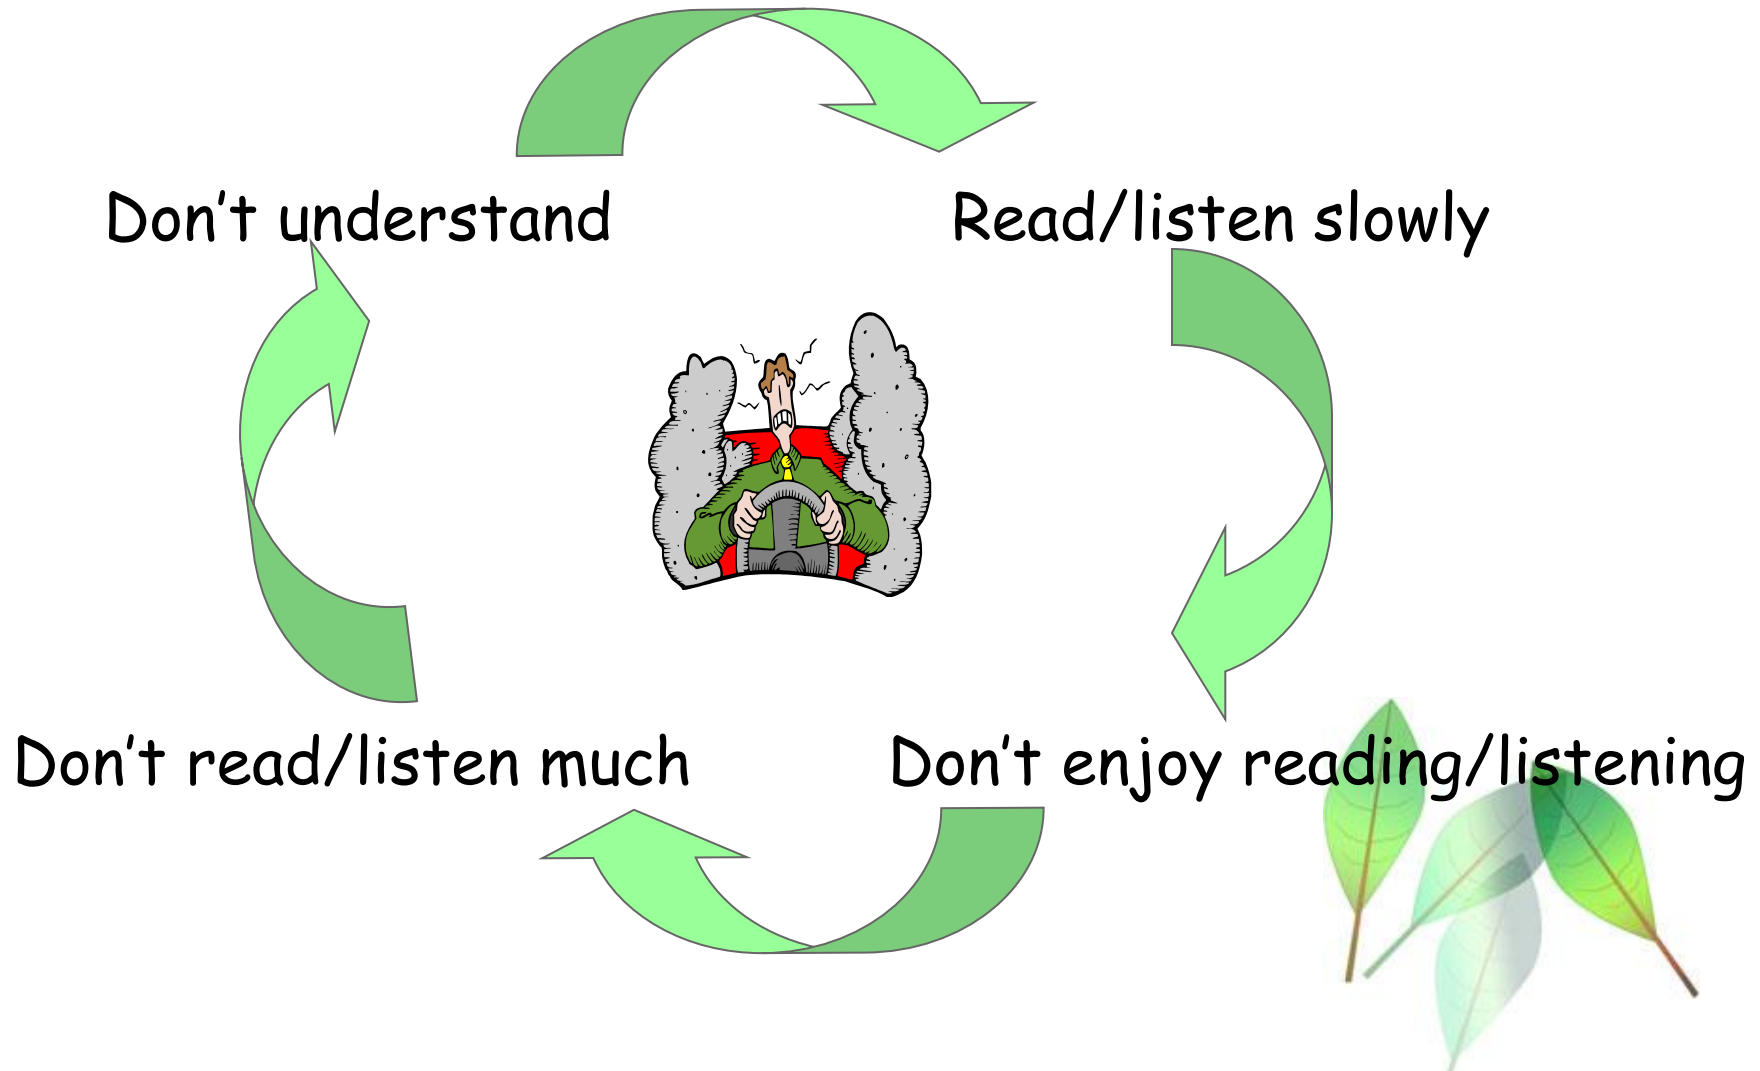 Don’t understand
Read/listen slowly
Don’t read/listen much
Don’t enjoy reading/listening